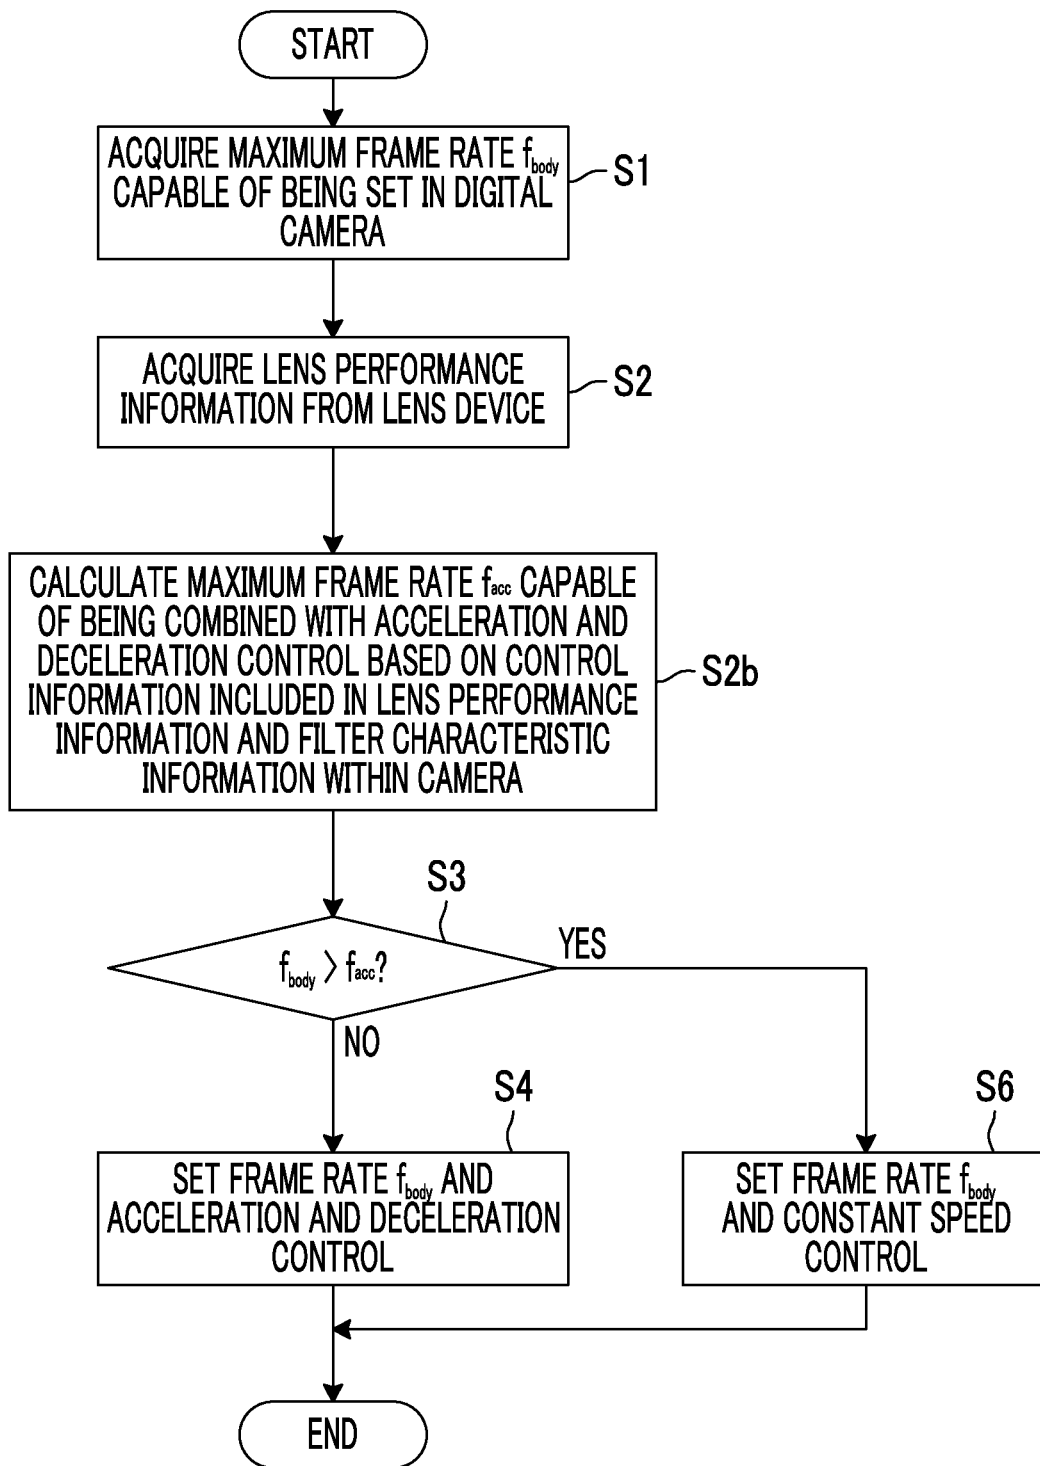 START
ACQUIRE MAXIMUM FRAME RATE fbody
CAPABLE OF BEING SET IN DIGITAL
CAMERA
S1
ACQUIRE LENS PERFORMANCE
INFORMATION FROM LENS DEVICE
S2
CALCULATE MAXIMUM FRAME RATE facc CAPABLE
OF BEING COMBINED WITH ACCELERATION AND
DECELERATION CONTROL BASED ON CONTROL
INFORMATION INCLUDED IN LENS PERFORMANCE
INFORMATION AND FILTER CHARACTERISTIC
INFORMATION WITHIN CAMERA
S2b
S3
fbody > facc?
YES
NO
S4
SET FRAME RATE fbody AND
ACCELERATION AND DECELERATION
CONTROL
S6
SET FRAME RATE fbody
AND CONSTANT SPEED
CONTROL
END